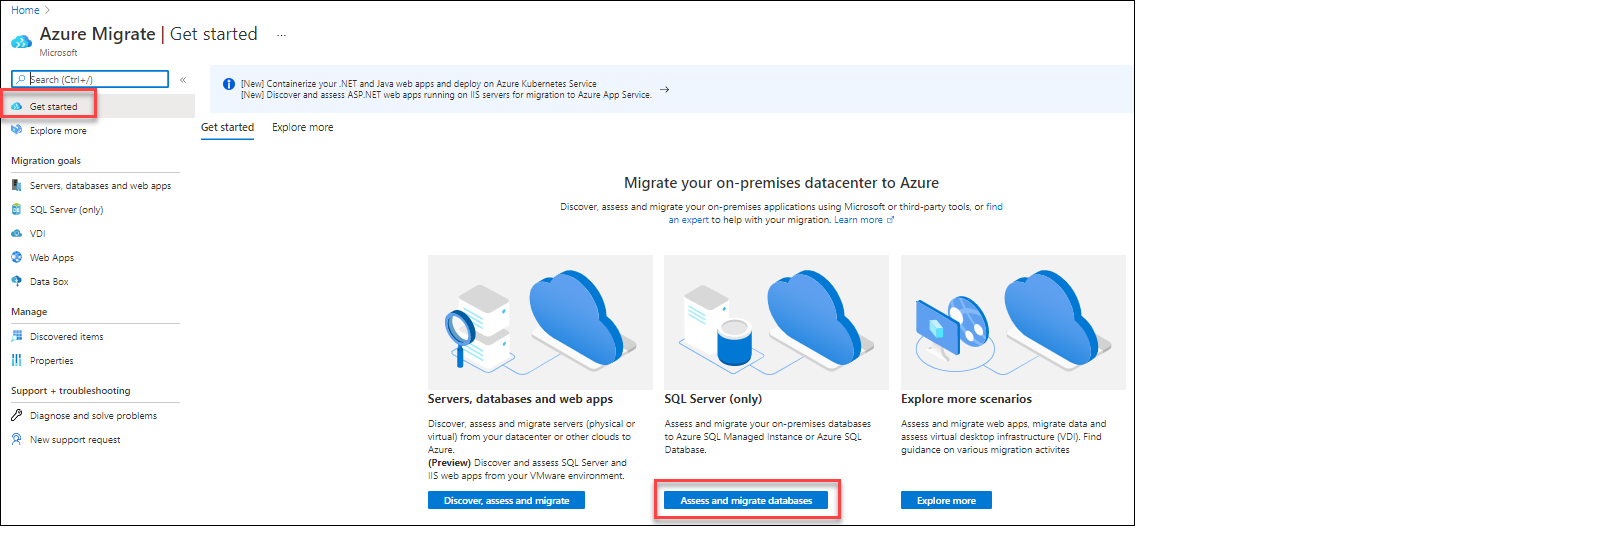 Home >
Azure Migrate | Get started ...
Microsoft
Search (Ctrl+/) «
Get started
Explore more
Migration goals
Servers, databases and web apps
SQL Server (only)
VDI
Web Apps
Data Box
Manage
Discovered items
Properties
Support + troubleshooting
Diagnose and solve problems
New support request
[New] Containerize your .NET and Java web apps and deploy on Azure Kubernetes Service
[New] Discover and assess ASP.NET web apps running on IIS servers for migration to Azure App Service. →
Get started Explore more
Migrate your on-premises datacenter to Azure
Discover, assess and migrate your on-premises applications using Microsoft or third-party tools, or find
an expert to help with your migration. Learn more
Servers, databases and web apps
Discover, assess and migrate servers (physical or
virtual) from your datacenter or other clouds to
Azure.
(Preview) Discover and assess SQL Server and
IIS web apps from your VMware environment.
Discover, assess and migrate
SQL Server (only)
Assess and migrate your on-premises databases
to Azure SQL Managed Instance or Azure SQL
Database.
Assess and migrate databases
Explore more scenarios
Assess and migrate web apps, migrate data and
assess virtual desktop infrastructure (VDI). Find
guidance on various migration activites
Explore more